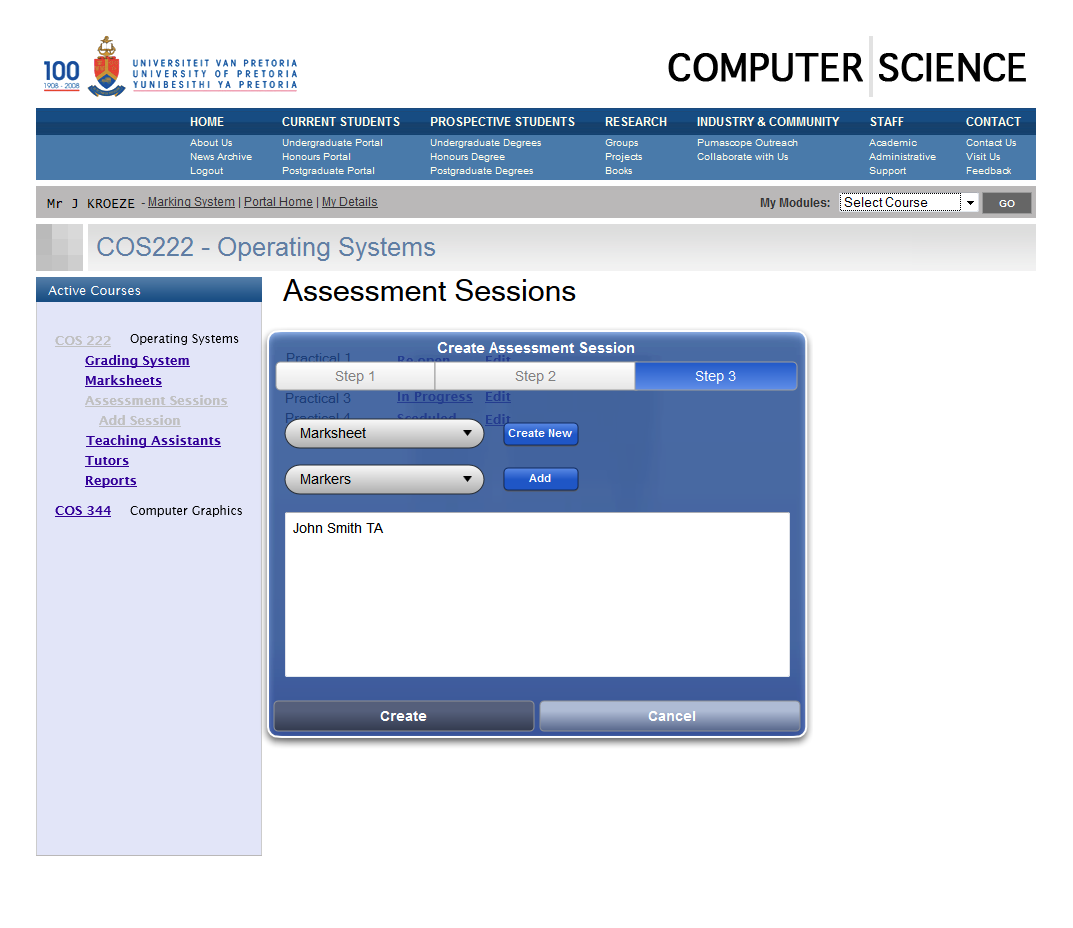 100
1908 - 2008
UNIVERSITEIT VAN PRETORIA
UNIVERSITY OF PRETORIA
YUNIBESITHI YA PRETORIA
COMPUTER SCIENCE
HOME CURRENT STUDENTS PROSPECTIVE STUDENTS RESEARCH INDUSTRY & COMMUNITY STAFF CONTACT
About Us Undergraduate Portal Undergraduate Degrees Groups Pumascope Outreach Academic Contact Us
News Archive Honours Portal Honours Degree Projects Collaborate with Us Administrative Visit Us
Logout Postgraduate Portal Postgraduate Degrees Books Support Feedback
Mr J KROEZE - Marking System | Portal Home | My Details My Modules: Select Course GO
COS222 - Operating Systems
Active Courses
COS 222 Operating Systems
Grading System
Marksheets
Assessment Sessions
Add Session
Teaching Assistants
Tutors
Reports
COS 344 Computer Graphics
Assessment Sessions
Create Assessment Session
Practical 1 Re open Edit
Step 1 Step 2 Step 3
Practical 3 In Progress Edit
Practical 4 Sceduled Edit
Marksheet Create New
Markers Add
John Smith TA
Create Cancel